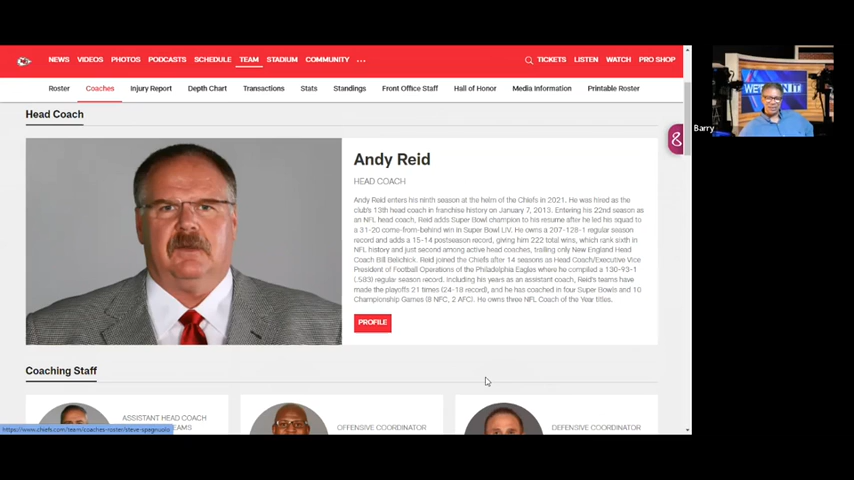 NEWS VIDEOS PHOTOS PODCASTS SCHEDULE TEAM STADIUM COMMUNITY ... TICKETS LISTEN WATCH PRO SHOP
Roster Coaches Injury Report Depth Chart Transactions Stats Standings Front Office Staff Hall of Honor Media Information Printable Roster
Head Coach
Andy Reid
HEAD COACH
Andy Reid enters his ninth season at the helm of the Chiefs in 2021. He was hired as the
club's 13th head coach in franchise history on January 7, 2013. Entering his 22nd season as
an NFL head coach, Reid adds Super Bowl champion to his resume after he led his squad to
a 31-20 come-from-behind win in Super Bowl LIV. He owns a 207-128-1 regular season
record and adds a 15-14 postseason record, giving him 222 total wins, which rank sixth in
NFL history and just second among active head coaches, trailing only New England Head
Coach Bill Belichick. Reid joined the Chiefs after 14 seasons as Head Coach/Executive Vice
President of Football Operations of the Philadelphia Eagles where he compiled a 130-93-1
(.583) regular season record. Including his years as an assistant coach, Reid's teams have
made the playoffs 21 times (24-18 record), and he has coached in four Super Bowls and 10
Championship Games (8 NFC, 2 AFC). He owns three NFL Coach of the Year titles.
PROFILE
Coaching Staff
ASSISTANT HEAD COACH
OFFENSIVE COORDINATOR
DEFENSIVE COORDINATOR
https://www.chiefs.com/team/coaches-roster/steve-spagnuolo
Barry